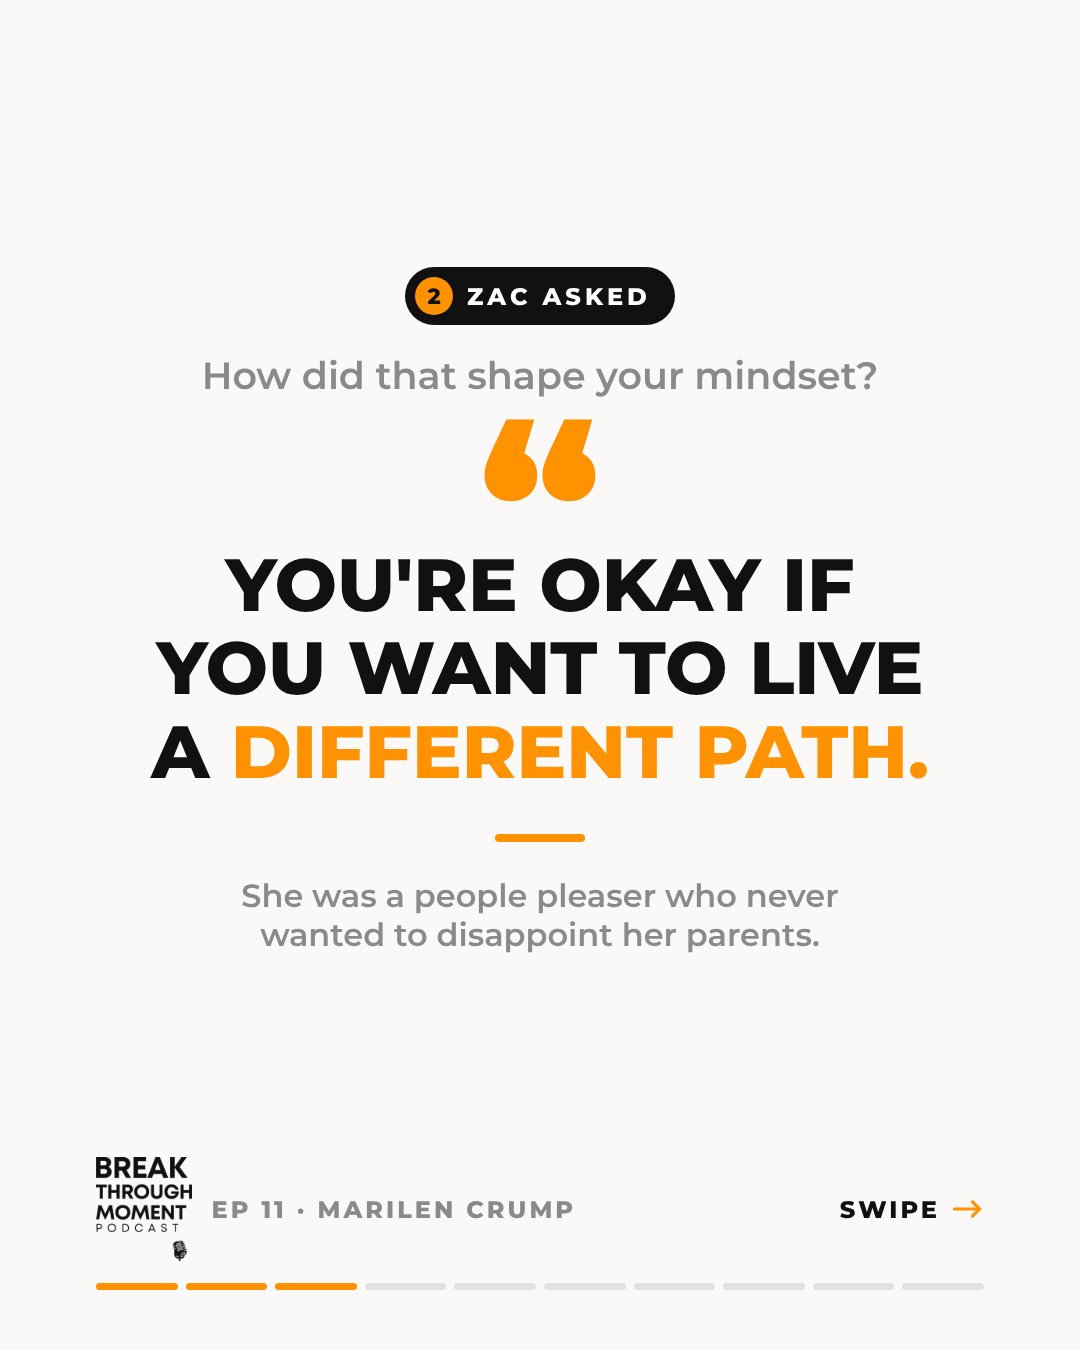 2 ZAC ASKED
How did that shape your mindset?
“
YOU'RE OKAY IF
YOU WANT TO LIVE
A DIFFERENT PATH.
She was a people pleaser who never
wanted to disappoint her parents.
BREAK
THROUGH
MOMENT
PODCAST
EP 11 · MARILEN CRUMP
SWIPE →